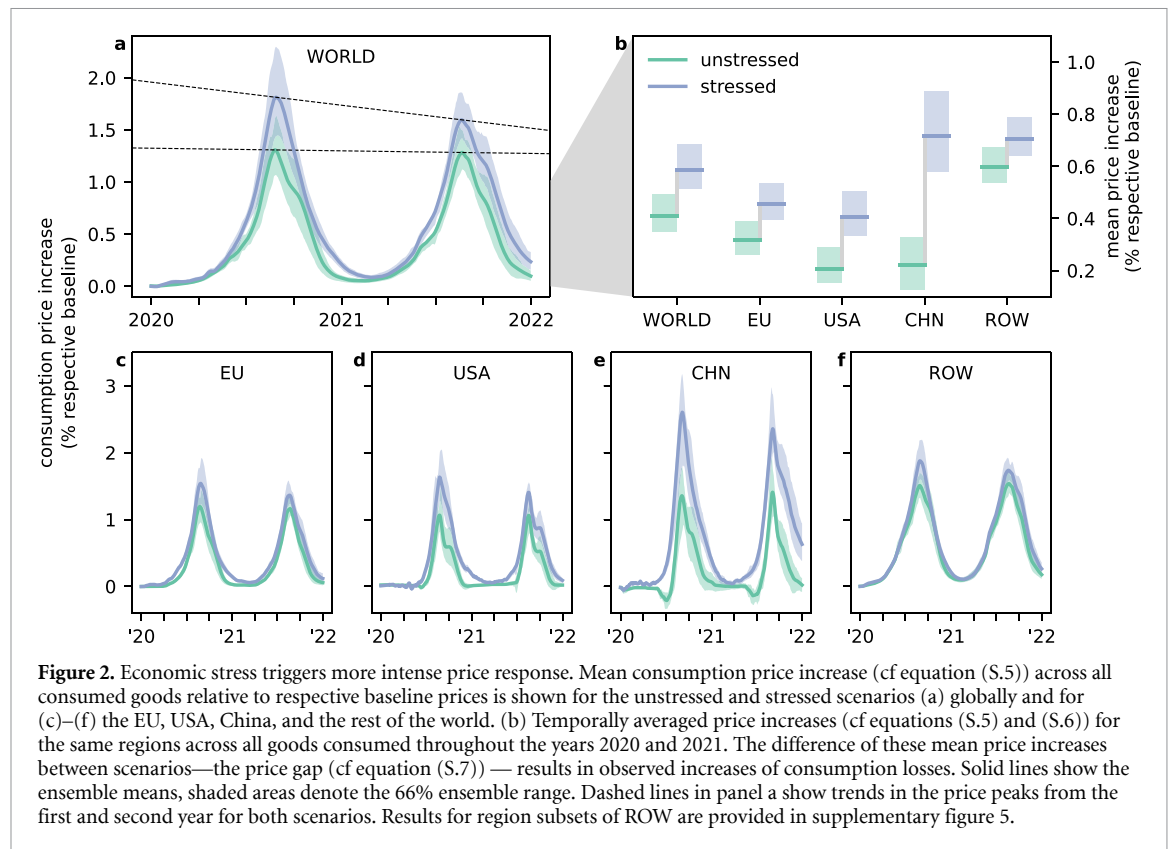 a
WORLD
2.0
1.5
1.0
0.5
0.0
2020
2021
2022
consumption price increase
(% respective baseline)
b
unstressed
stressed
1.0
0.8
0.6
0.4
0.2
mean price increase
(% respective baseline)
WORLD
EU
USA
CHN
ROW
c
EU
3
2
1
0
'20
'21
'22
d
USA
'20
'21
'22
e
CHN
'20
'21
'22
f
ROW
'20
'21
'22
Figure 2. Economic stress triggers more intense price response. Mean consumption price increase (cf equation (S.5)) across all
consumed goods relative to respective baseline prices is shown for the unstressed and stressed scenarios (a) globally and for
(c)–(f) the EU, USA, China, and the rest of the world. (b) Temporally averaged price increases (cf equations (S.5) and (S.6)) for
the same regions across all goods consumed throughout the years 2020 and 2021. The difference of these mean price increases
between scenarios—the price gap (cf equation (S.7)) — results in observed increases of consumption losses. Solid lines show the
ensemble means, shaded areas denote the 66% ensemble range. Dashed lines in panel a show trends in the price peaks from the
first and second year for both scenarios. Results for region subsets of ROW are provided in supplementary figure 5.